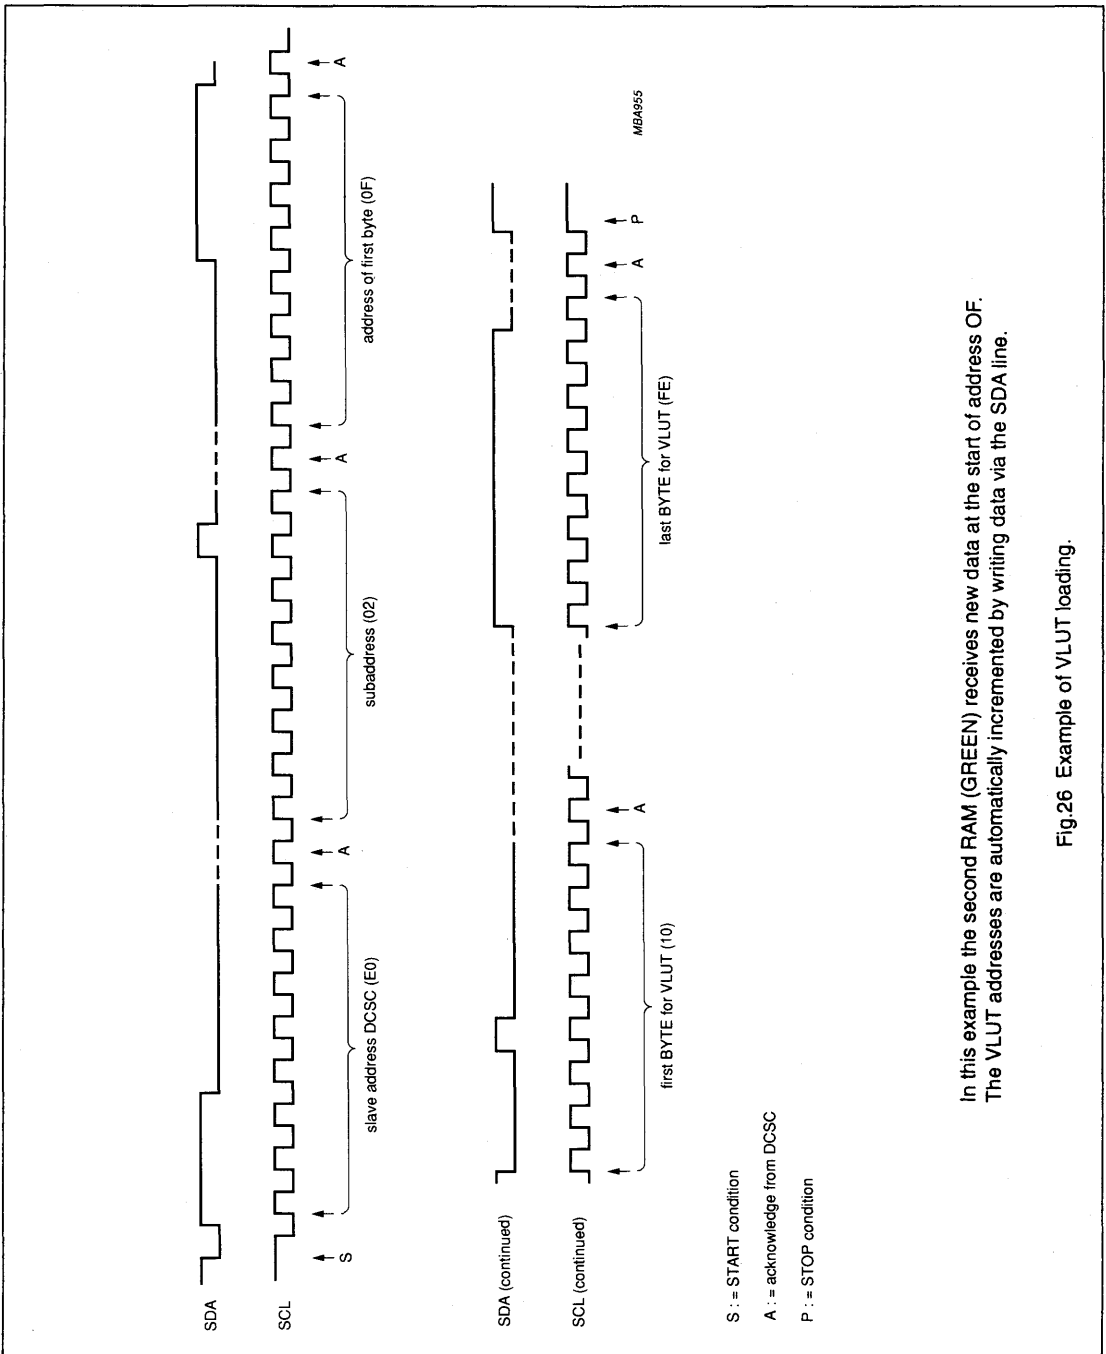 SDA
SCL
S
A
A
A
slave address DCSC (E0)
subaddress (02)
address of first byte (0F)
SDA (continued)
SCL (continued)
A
A
P
first BYTE for VLUT (10)
last BYTE for VLUT (FE)
MBA955
S : = START condition
A : = acknowledge from DCSC
P : = STOP condition
In this example the second RAM (GREEN) receives new data at the start of address OF.
The VLUT addresses are automatically incremented by writing data via the SDA line.
Fig.26 Example of VLUT loading.